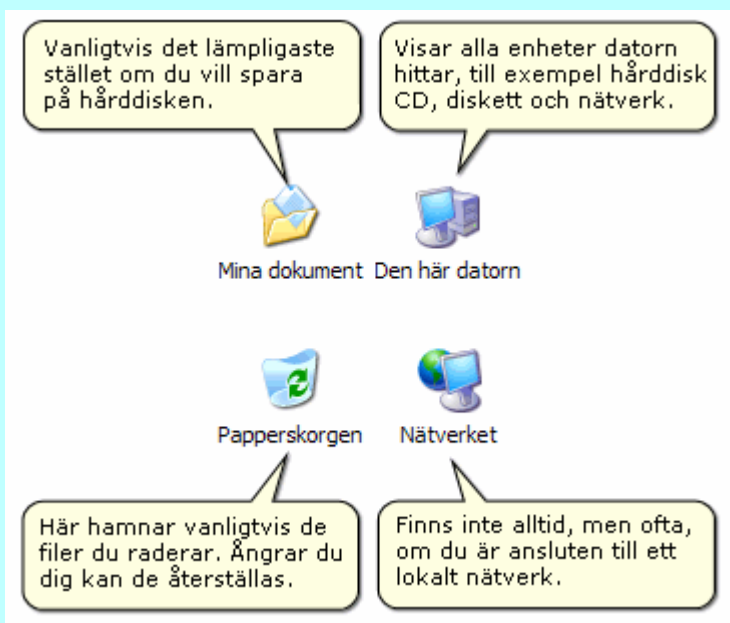 Vanligtvis det lämpligaste
stället om du vill spara
på hårddisken.
Visar alla enheter datorn
hittar, till exempel hårddisk
CD, diskett och nätverk.
Mina dokument
Den här datorn
Papperskorgen
Nätverket
Här hamnar vanligtvis de
filer du raderar. Ångrar du
dig kan de återställas.
Finns inte alltid, men ofta,
om du är ansluten till ett
lokalt nätverk.